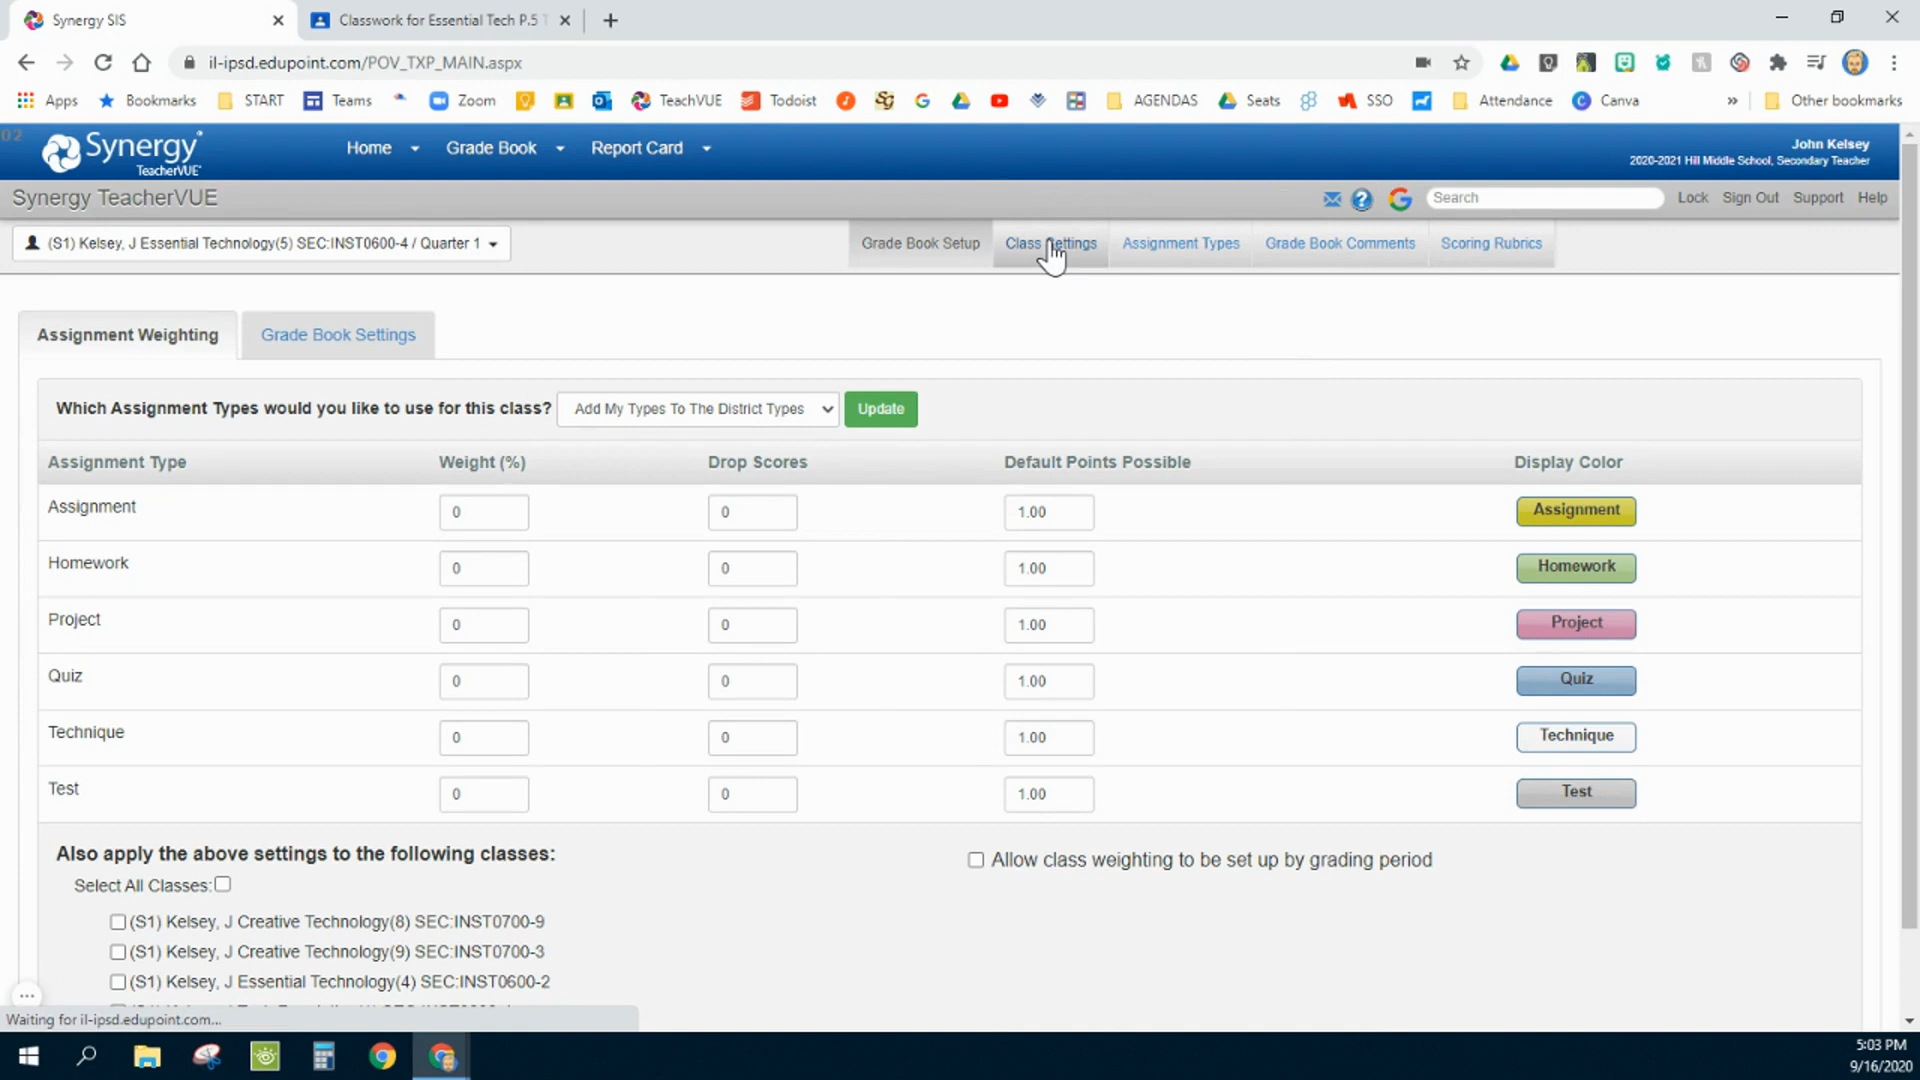 Synergy SIS
Classwork for Essential Tech P.5 T
il-ipsd.edupoint.com/POV_TXP_MAIN.aspx
Apps Bookmarks START Teams Zoom TeachVUE Todoist AGENDAS Seats SSO Attendance Canva » Other bookmarks
02
Synergy
TeacherVUE
Home Grade Book Report Card
John Kelsey
2020-2021 Hill Middle School, Secondary Teacher
Synergy TeacherVUE
Search Lock Sign Out Support Help
(S1) Kelsey, J Essential Technology(5) SEC:INST0600-4 / Quarter 1
Grade Book Setup Class Settings Assignment Types Grade Book Comments Scoring Rubrics
Assignment Weighting Grade Book Settings
Which Assignment Types would you like to use for this class? Add My Types To The District Types Update
Assignment Type Weight (%) Drop Scores Default Points Possible Display Color
Assignment 0 0 1.00 Assignment
Homework 0 0 1.00 Homework
Project 0 0 1.00 Project
Quiz 0 0 1.00 Quiz
Technique 0 0 1.00 Technique
Test 0 0 1.00 Test
Also apply the above settings to the following classes:
Allow class weighting to be set up by grading period
Select All Classes:
(S1) Kelsey, J Creative Technology(8) SEC:INST0700-9
(S1) Kelsey, J Creative Technology(9) SEC:INST0700-3
(S1) Kelsey, J Essential Technology(4) SEC:INST0600-2
Waiting for il-ipsd.edupoint.com...
5:03 PM
9/16/2020